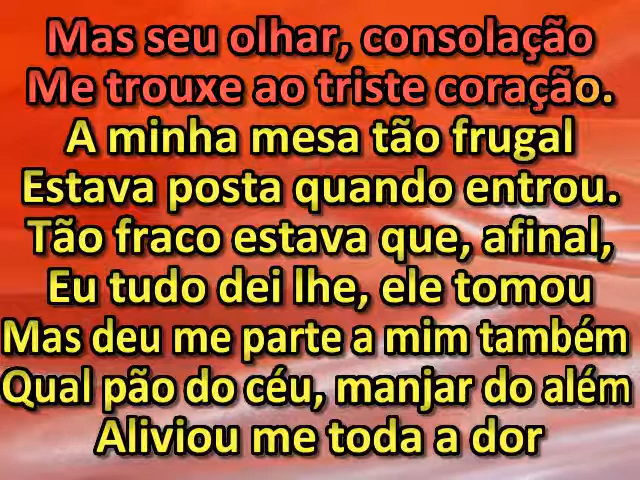 Mas seu olhar, consolação
Me trouxe ao triste coração.
A minha mesa tão frugal
Estava posta quando entrou.
Tão fraco estava que, afinal,
Eu tudo dei lhe, ele tomou
Mas deu me parte a mim também
Qual pão do céu, manjar do além
Aliviou me toda a dor